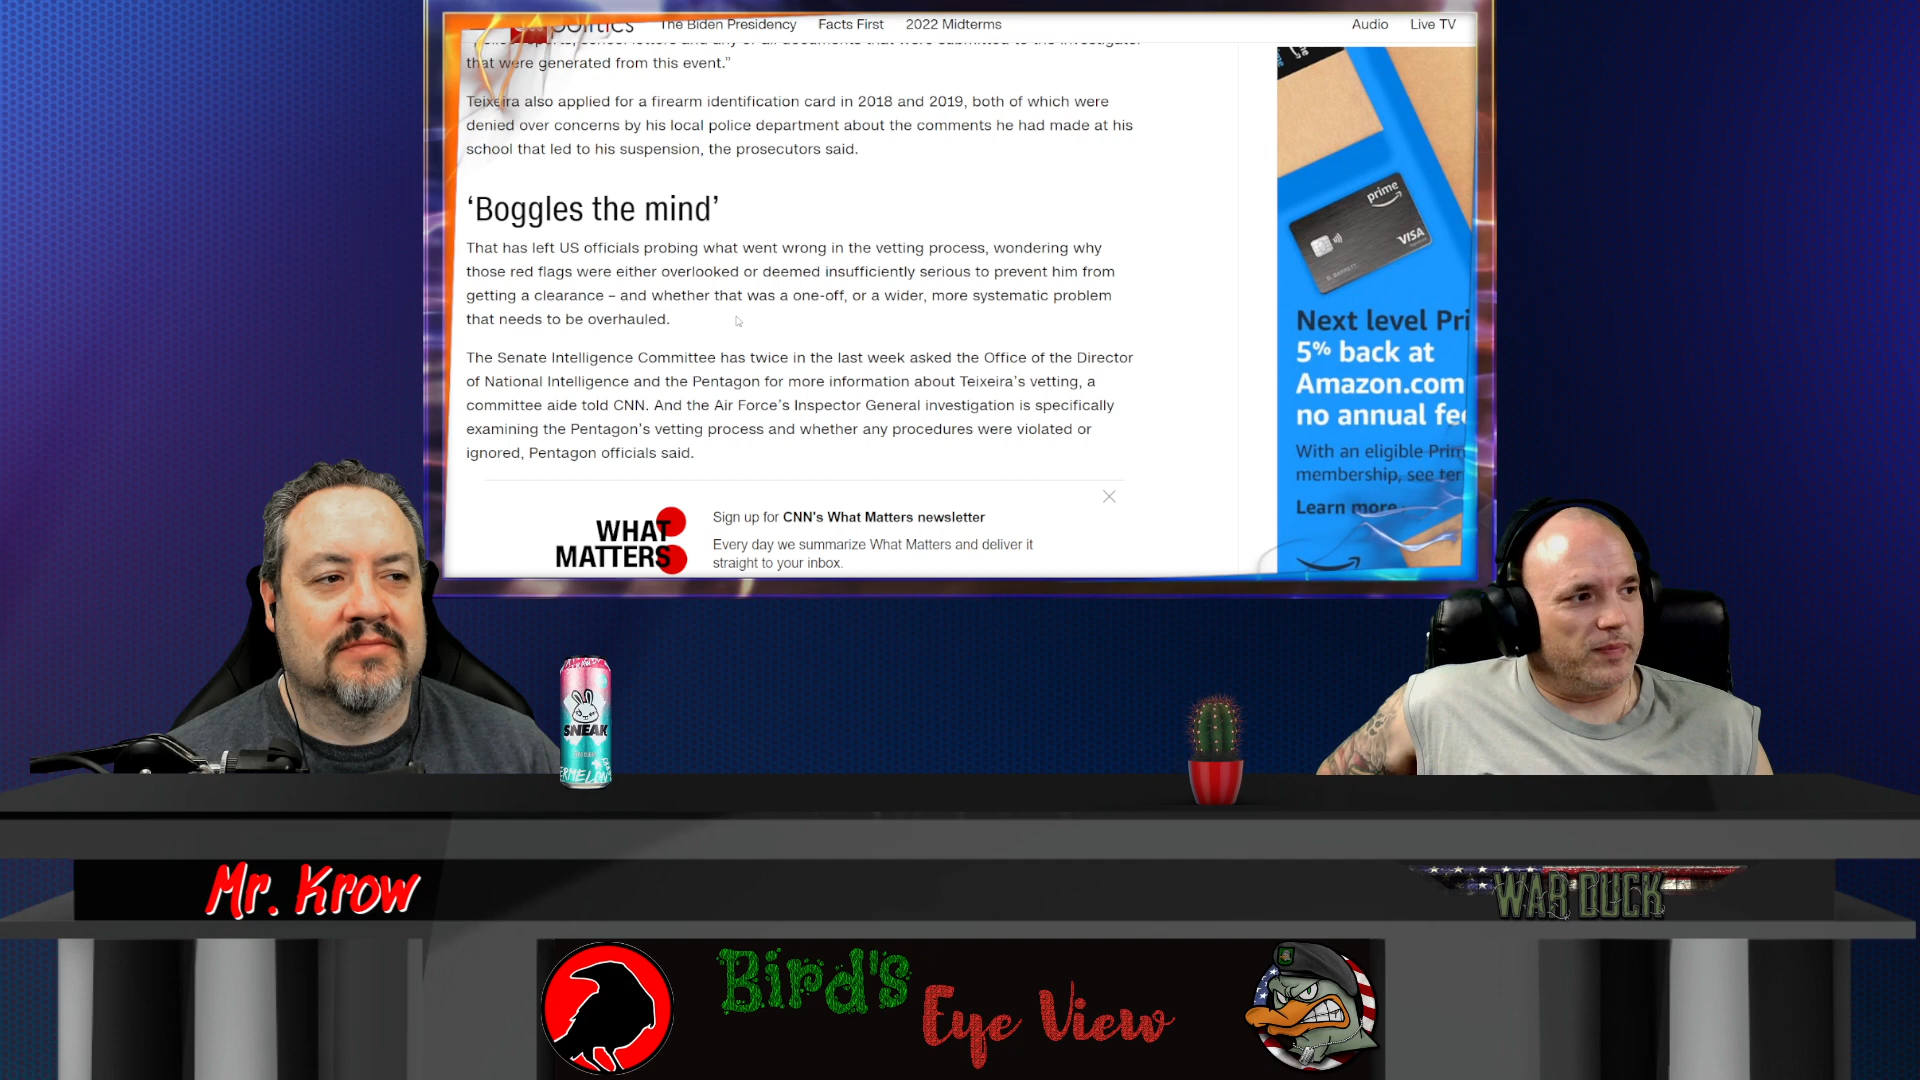 politics The Biden Presidency Facts First 2022 Midterms Audio Live TV
that were generated from this event.”
Teixeira also applied for a firearm identification card in 2018 and 2019, both of which were
denied over concerns by his local police department about the comments he had made at his
school that led to his suspension, the prosecutors said.
‘Boggles the mind’
That has left US officials probing what went wrong in the vetting process, wondering why
those red flags were either overlooked or deemed insufficiently serious to prevent him from
getting a clearance – and whether that was a one-off, or a wider, more systematic problem
that needs to be overhauled.
The Senate Intelligence Committee has twice in the last week asked the Office of the Director
of National Intelligence and the Pentagon for more information about Teixeira’s vetting, a
committee aide told CNN. And the Air Force’s Inspector General investigation is specifically
examining the Pentagon’s vetting process and whether any procedures were violated or
ignored, Pentagon officials said.
WHAT
MATTERS
Sign up for CNN's What Matters newsletter
Every day we summarize What Matters and deliver it
straight to your inbox.
prime
VISA
Next level Pri
5% back at
Amazon.com
no annual fe
With an eligible Prim
membership, see ter
Learn more
SNEAK
Mr. Krow
WAR DUCK
Bird's
Eye View